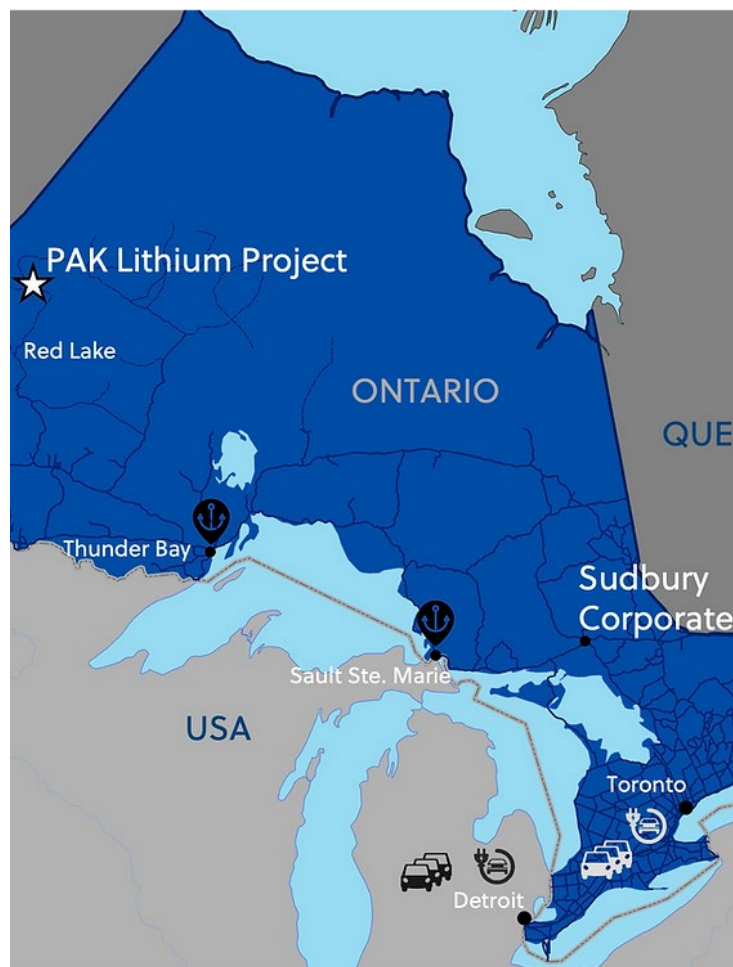 PAK Lithium Project
Red Lake
ONTARIO
QUE
Thunder Bay
Sudbury
Corporate
Sault Ste. Marie
USA
Toronto
Detroit